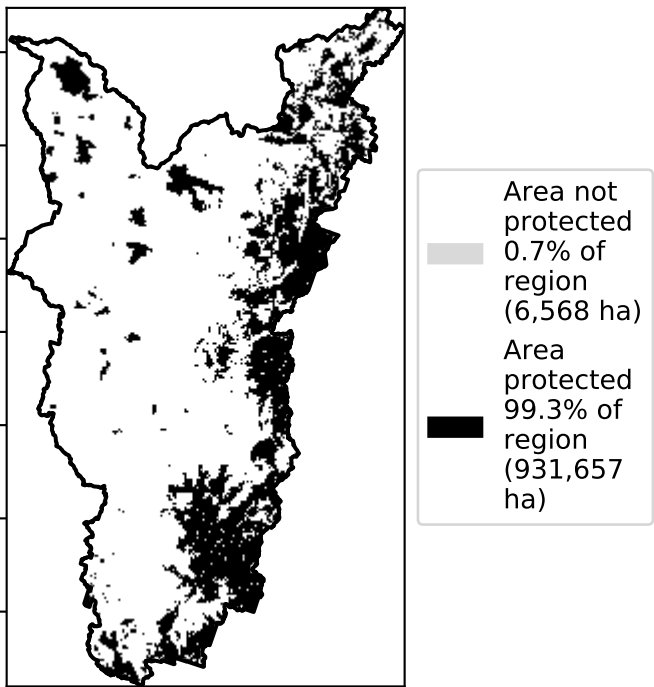 Area not
protected
0.7% of
region
(6,568 ha)
Area
protected
99.3% of
region
(931,657
ha)